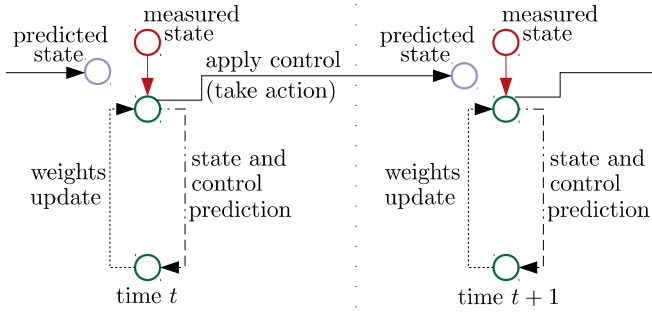 measured
state
predicted
state
apply control
(take action)
weights
update
state and
control
prediction
time t
measured
state
predicted
state
weights
update
state and
control
prediction
time t + 1